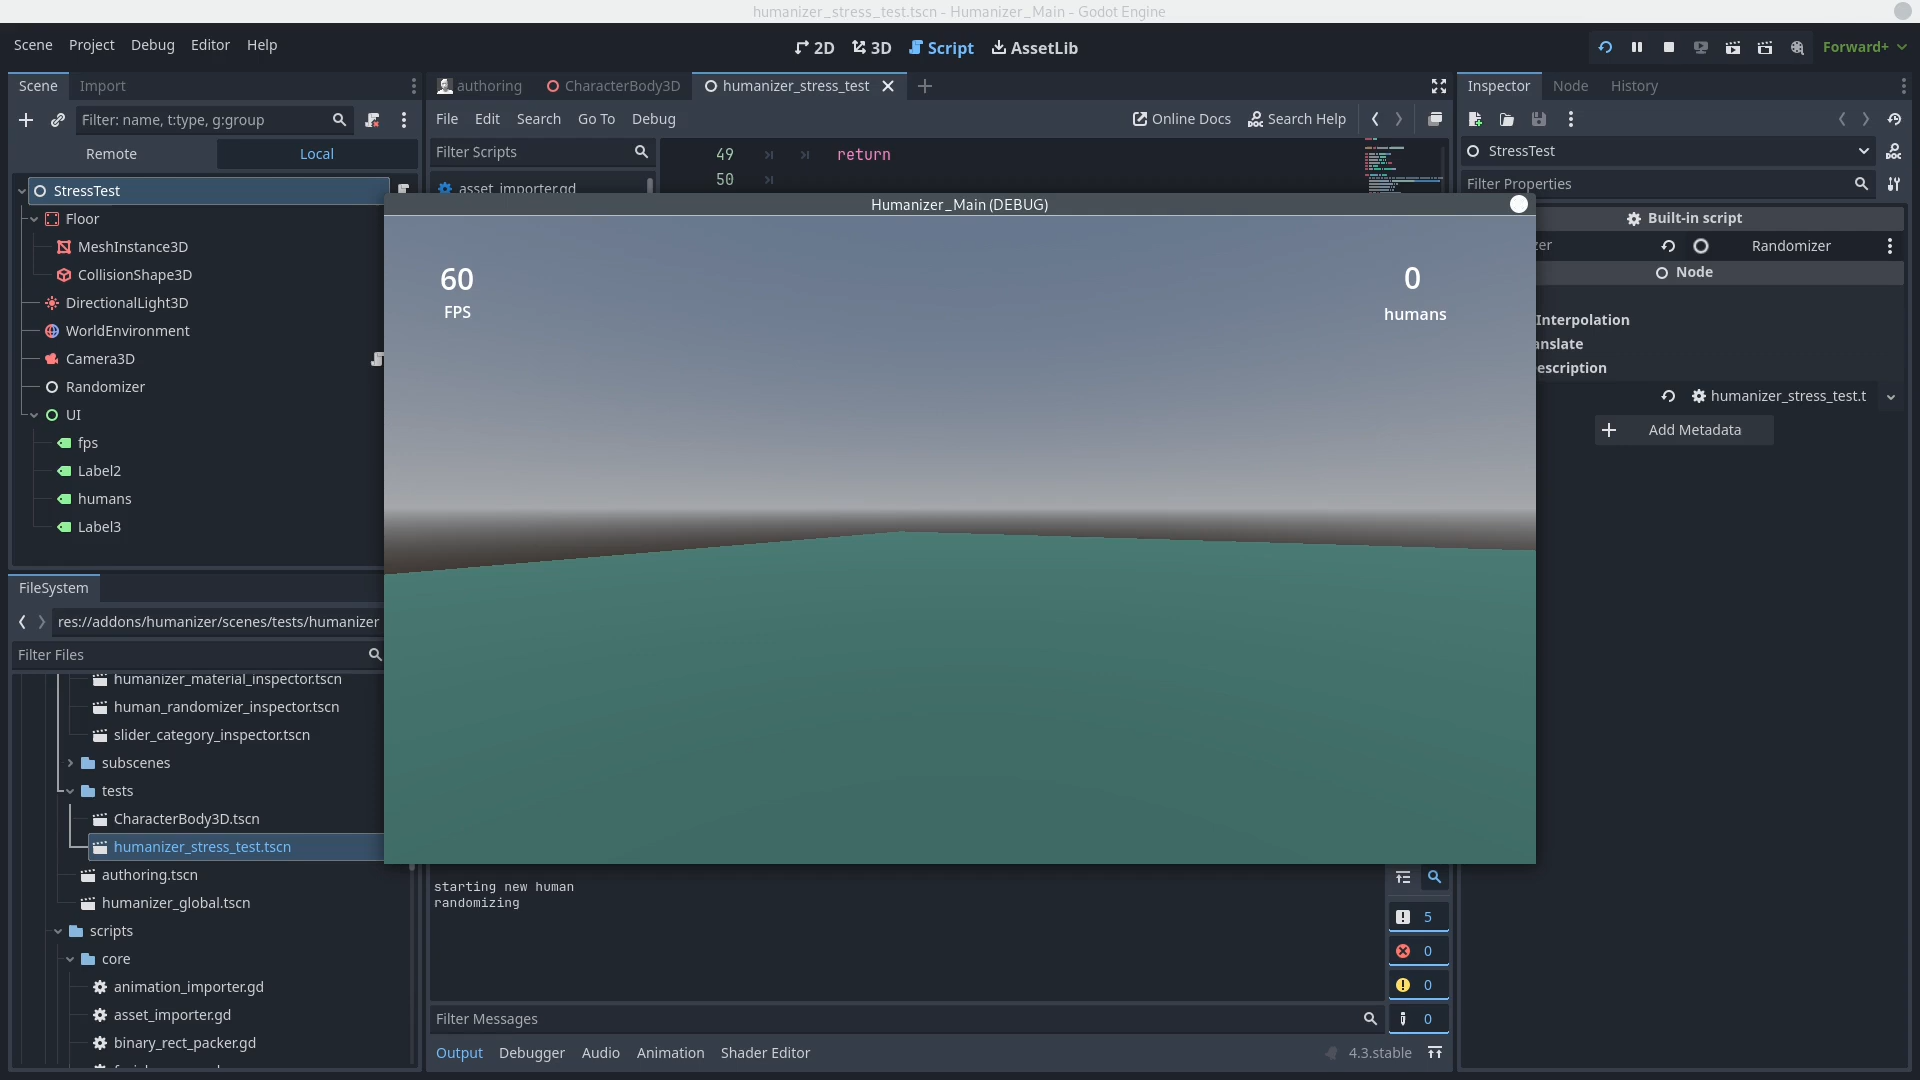 humanizer_stress_test.tscn - Humanizer_Main - Godot Engine
Scene Project Debug Editor Help
2D 3D Script AssetLib
Forward+
Scene Import
Filter: name, t:type, g:group
Remote Local
StressTest
Floor
MeshInstance3D
CollisionShape3D
DirectionalLight3D
WorldEnvironment
Camera3D
Randomizer
UI
fps
Label2
humans
Label3
FileSystem
res://addons/humanizer/scenes/tests/humanizer
Filter Files
humanizer_material_inspector.tscn
human_randomizer_inspector.tscn
slider_category_inspector.tscn
subscenes
tests
CharacterBody3D.tscn
humanizer_stress_test.tscn
authoring.tscn
humanizer_global.tscn
scripts
core
animation_importer.gd
asset_importer.gd
binary_rect_packer.gd
authoring CharacterBody3D humanizer_stress_test
File Edit Search Go To Debug
Online Docs Search Help
Filter Scripts
asset_importer.gd
49 return
50
Humanizer_Main (DEBUG)
60
FPS
0
humans
starting new human
randomizing
5
0
0
0
Filter Messages
Output Debugger Audio Animation Shader Editor
4.3.stable
Inspector Node History
StressTest
Filter Properties
Built-in script
zer Randomizer
Node
Interpolation
anslate
escription
humanizer_stress_test.t
Add Metadata